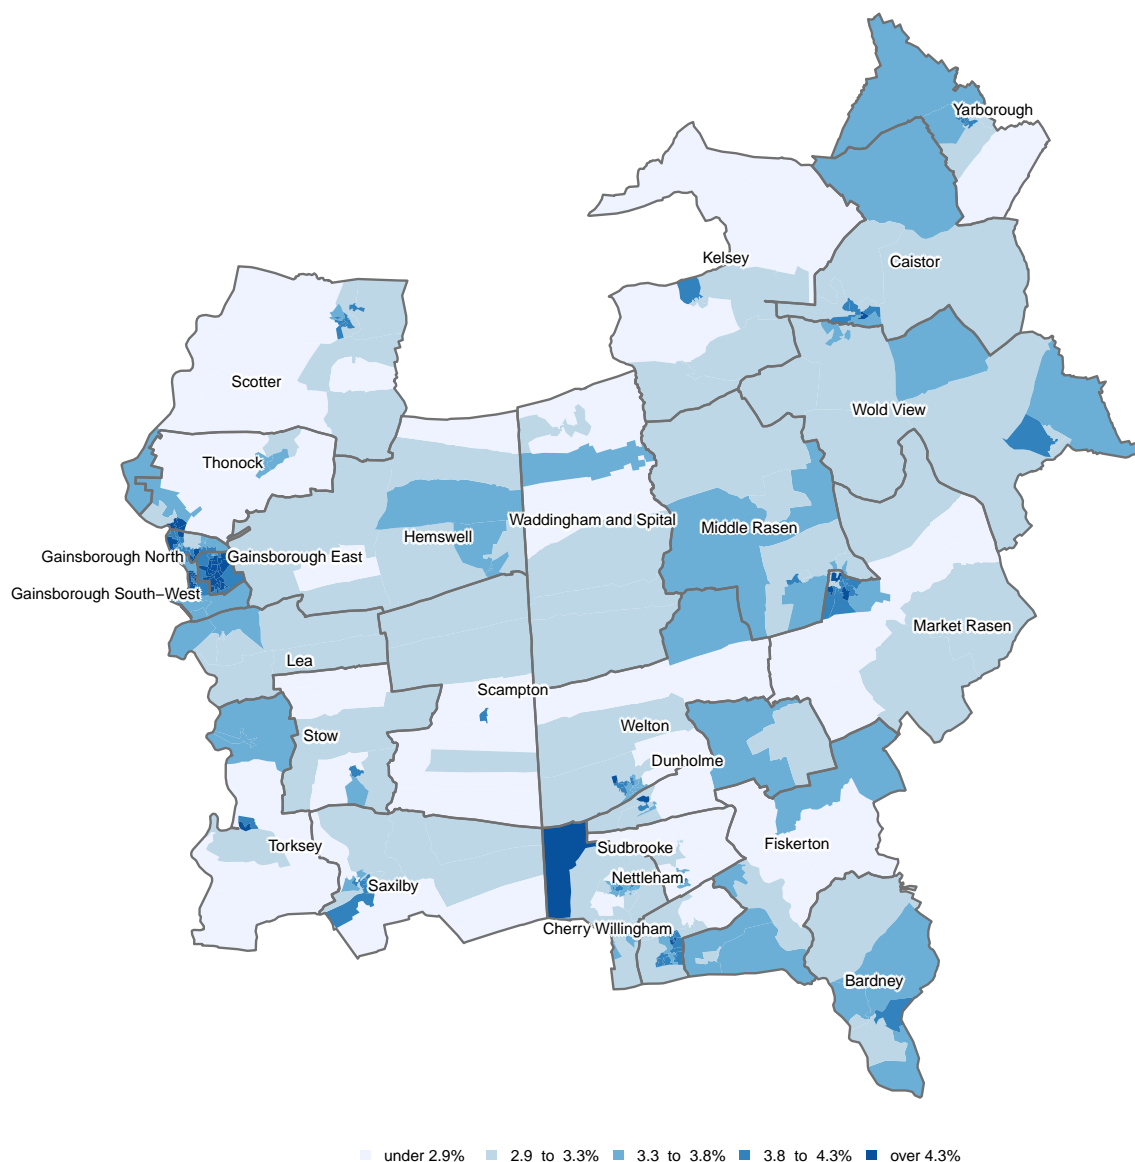 Yarborough
Kelsey
Caistor
Scotter
Wold View
Thonock
Waddingham and Spital
Middle Rasen
Hemswell
Gainsborough North
Gainsborough East
Gainsborough South−West
Market Rasen
Lea
Scampton
Welton
Stow
Dunholme
Torksey
Sudbrooke
Fiskerton
Nettleham
Saxilby
Cherry Willingham
Bardney
under 2.9% 2.9 to 3.3% 3.3 to 3.8% 3.8 to 4.3% over 4.3%